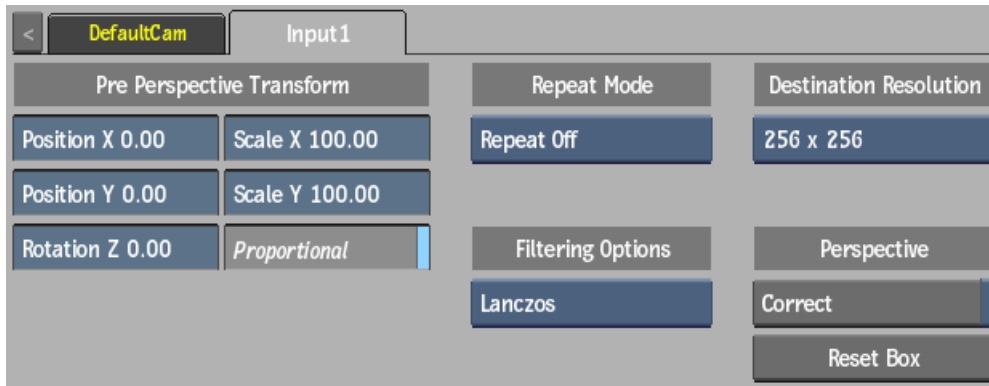 < DefaultCam Input1
Pre Perspective Transform Repeat Mode Destination Resolution
Position X 0.00 Scale X 100.00 Repeat Off 256 x 256
Position Y 0.00 Scale Y 100.00
Rotation Z 0.00 Proportional Filtering Options Perspective
Lanczos Correct
Reset Box